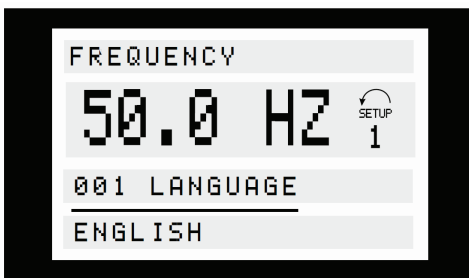 FREQUENCY
50.0 HZ
SETUP
1
001 LANGUAGE
ENGLISH